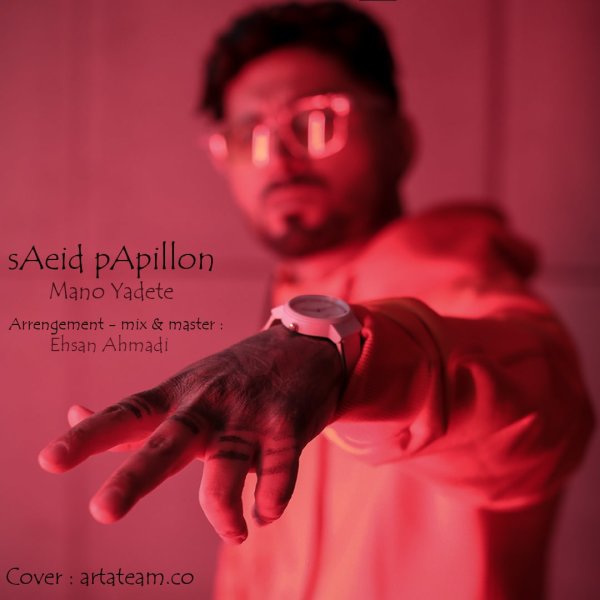 sAeid pApillon
Mano Yadete
Arrengement - mix & master :
Ehsan Ahmadi
Cover : artateam.co